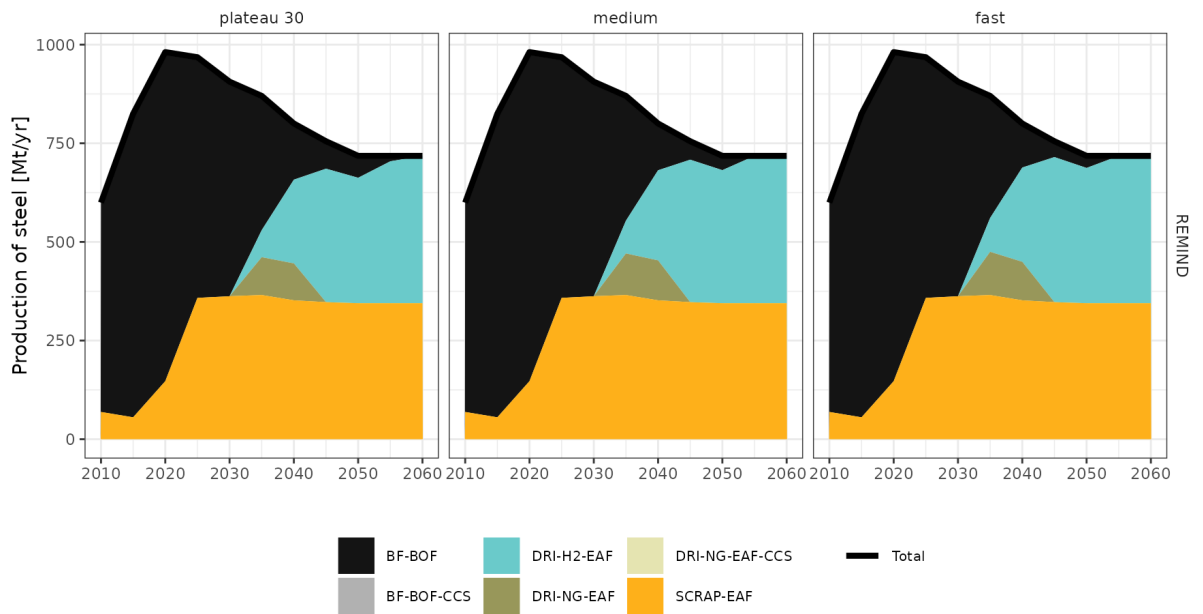 plateau 30 medium fast
Production of steel [Mt/yr]
1000
750
500
250
0
REMIND
2010 2020 2030 2040 2050 2060 2010 2020 2030 2040 2050 2060 2010 2020 2030 2040 2050 2060
BF-BOF DRI-H2-EAF DRI-NG-EAF-CCS Total
BF-BOF-CCS DRI-NG-EAF SCRAP-EAF